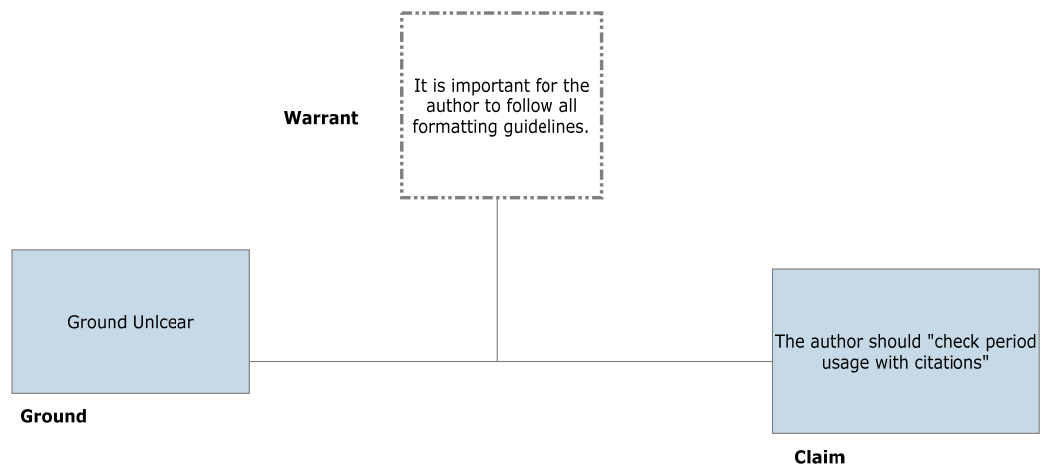 It is important for the
author to follow all
formatting guidelines.
Warrant
Ground Unlcear
Ground
The author should "check period
usage with citations"
Claim